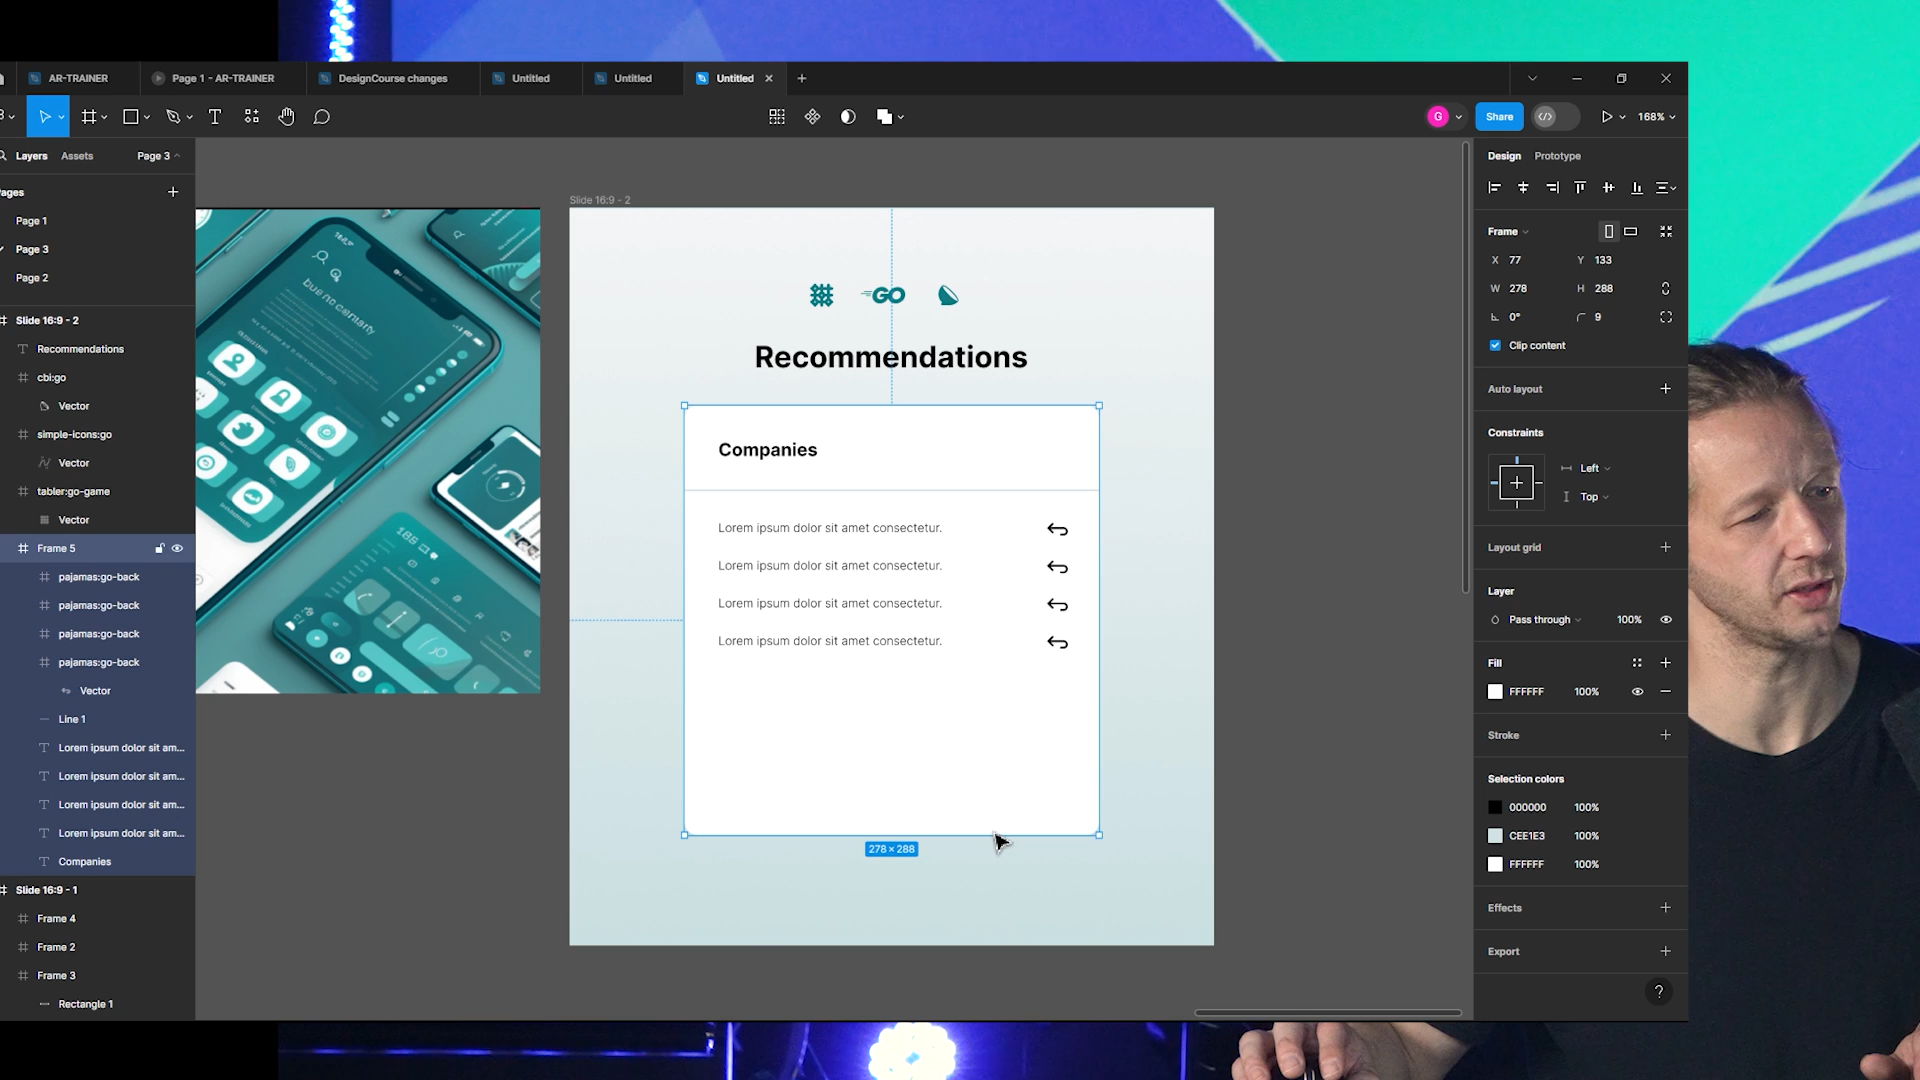 AR-TRAINER
Page 1 - AR-TRAINER
DesignCourse changes
Untitled
Untitled
Untitled
G
Share
168%
Layers
Assets
Page 3
Pages
Page 1
Page 3
Page 2
Slide 16:9 - 2
Recommendations
cbi:go
Vector
simple-icons:go
Vector
tabler:go-game
Vector
Frame 5
pajamas:go-back
pajamas:go-back
pajamas:go-back
pajamas:go-back
Vector
Line 1
Lorem ipsum dolor sit am...
Lorem ipsum dolor sit am...
Lorem ipsum dolor sit am...
Lorem ipsum dolor sit am...
Companies
Slide 16:9 - 1
Frame 4
Frame 2
Frame 3
Rectangle 1
Slide 16:9 - 2
GO
Recommendations
Companies
Lorem ipsum dolor sit amet consectetur.
Lorem ipsum dolor sit amet consectetur.
Lorem ipsum dolor sit amet consectetur.
Lorem ipsum dolor sit amet consectetur.
278 × 288
Design
Prototype
Frame
X 77
Y 133
W 278
H 288
0°
9
Clip content
Auto layout
Constraints
Left
Top
Layout grid
Layer
Pass through
100%
Fill
FFFFFF
100%
Stroke
Selection colors
000000
100%
CEE1E3
100%
FFFFFF
100%
Effects
Export
?